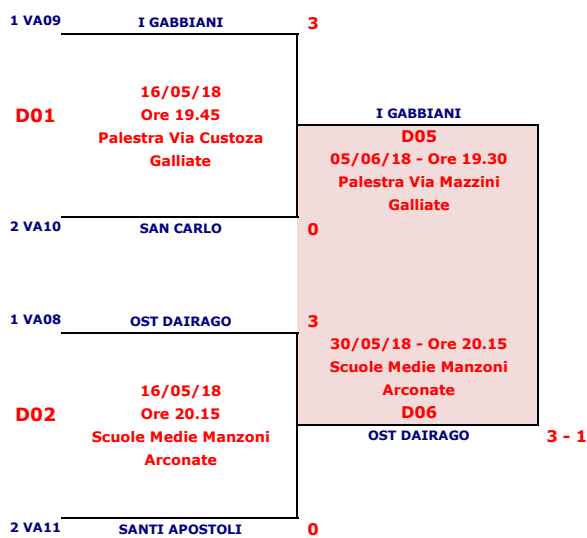 1 VA09 I GABBIANI 3
D01
16/05/18
Ore 19.45
Palestra Via Custoza
Galliate
2 VA10 SAN CARLO 0
I GABBIANI
D05
05/06/18 - Ore 19.30
Palestra Via Mazzini
Galliate
1 VA08 OST DAIRAGO 3
D02
16/05/18
Ore 20.15
Scuole Medie Manzoni
Arconate
2 VA11 SANTI APOSTOLI 0
30/05/18 - Ore 20.15
Scuole Medie Manzoni
Arconate
D06
OST DAIRAGO 3 - 1